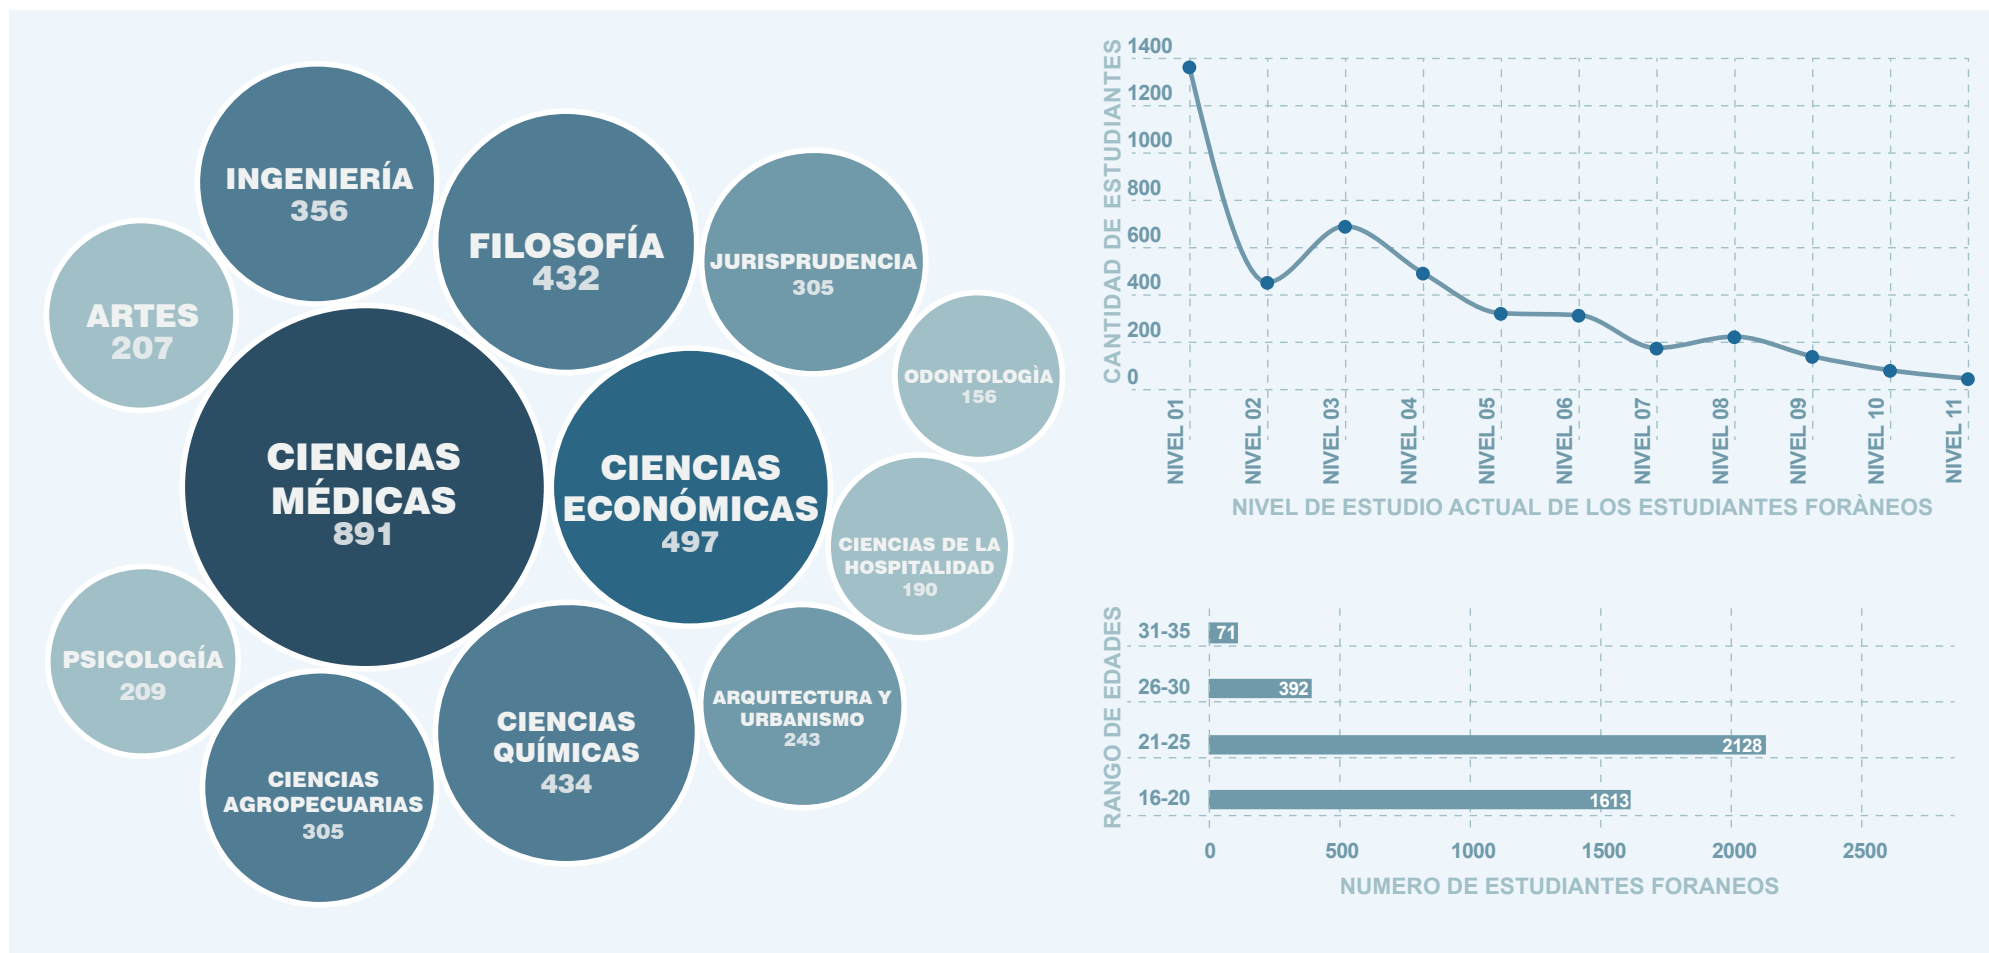 INGENIERÍA
356
FILOSOFÍA
432
JURISPRUDENCIA
305
ARTES
207
ODONTOLOGÌA
156
CIENCIAS
MÉDICAS
891
CIENCIAS
ECONÓMICAS
497
CIENCIAS DE LA
HOSPITALIDAD
190
PSICOLOGÍA
209
ARQUITECTURA Y
URBANISMO
243
CIENCIAS
QUÍMICAS
434
CIENCIAS
AGROPECUARIAS
305
CANTIDAD DE ESTUDIANTES
1400
1200
1000
800
600
400
200
0
NIVEL 01
NIVEL 02
NIVEL 03
NIVEL 04
NIVEL 05
NIVEL 06
NIVEL 07
NIVEL 08
NIVEL 09
NIVEL 10
NIVEL 11
NIVEL DE ESTUDIO ACTUAL DE LOS ESTUDIANTES FORÀNEOS
RANGO DE EDADES
31-35 71
26-30 392
21-25 2128
16-20 1613
0 500 1000 1500 2000 2500
NUMERO DE ESTUDIANTES FORANEOS